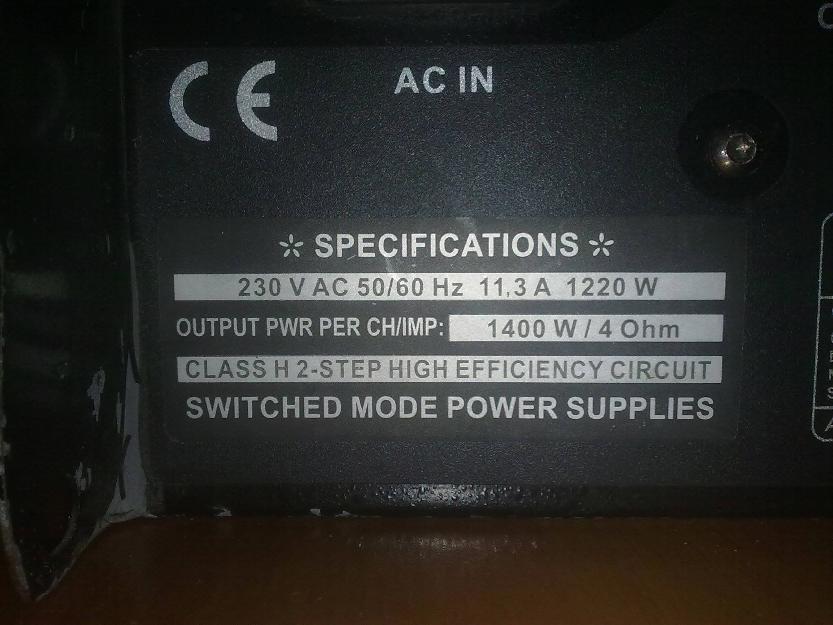 CE
AC IN
* SPECIFICATIONS *
230 V AC 50/60 Hz 11,3 A 1220 W
OUTPUT PWR PER CH/IMP: 1400 W / 4 Ohm
CLASS H 2-STEP HIGH EFFICIENCY CIRCUIT
SWITCHED MODE POWER SUPPLIES